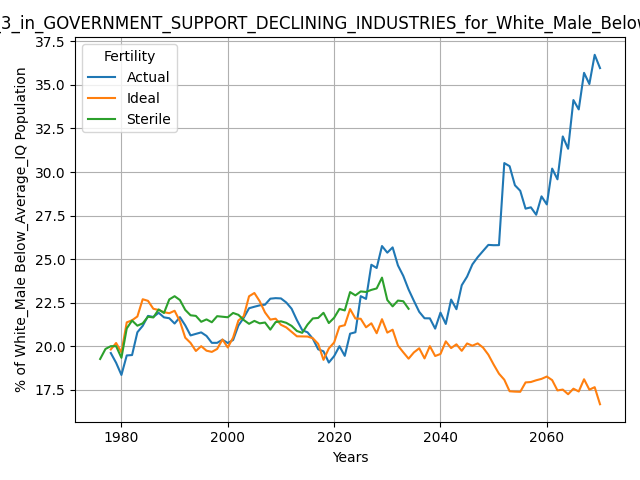 _3_in_GOVERNMENT_SUPPORT_DECLINING_INDUSTRIES_for_White_Male_Below
Fertility
Actual
Ideal
Sterile
% of White_Male Below_Average_IQ Population
37.5
35.0
32.5
30.0
27.5
25.0
22.5
20.0
17.5
1980
2000
2020
2040
2060
Years